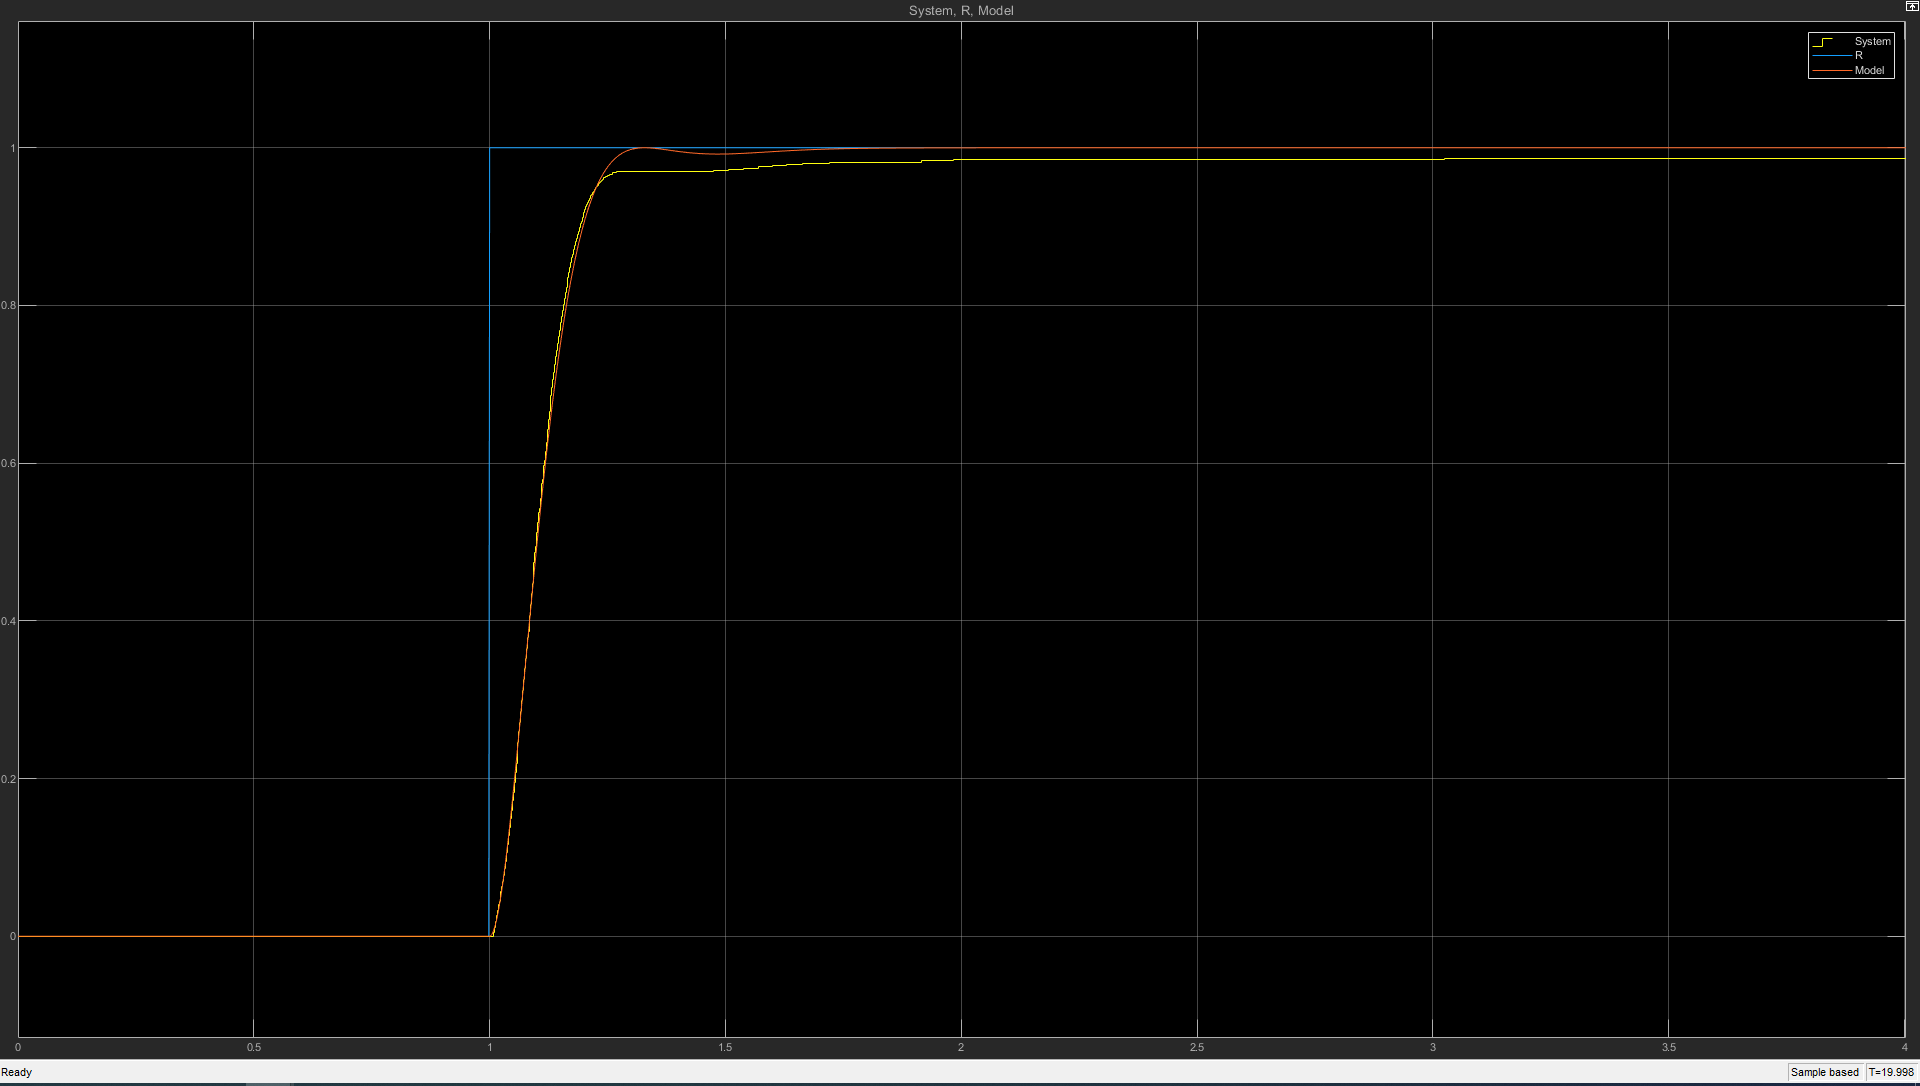 System, R, Model
System
R
Model
1
0.8
0.6
0.4
0.2
0
0 0.5 1 1.5 2 2.5 3 3.5 4
Ready Sample based T=19.998